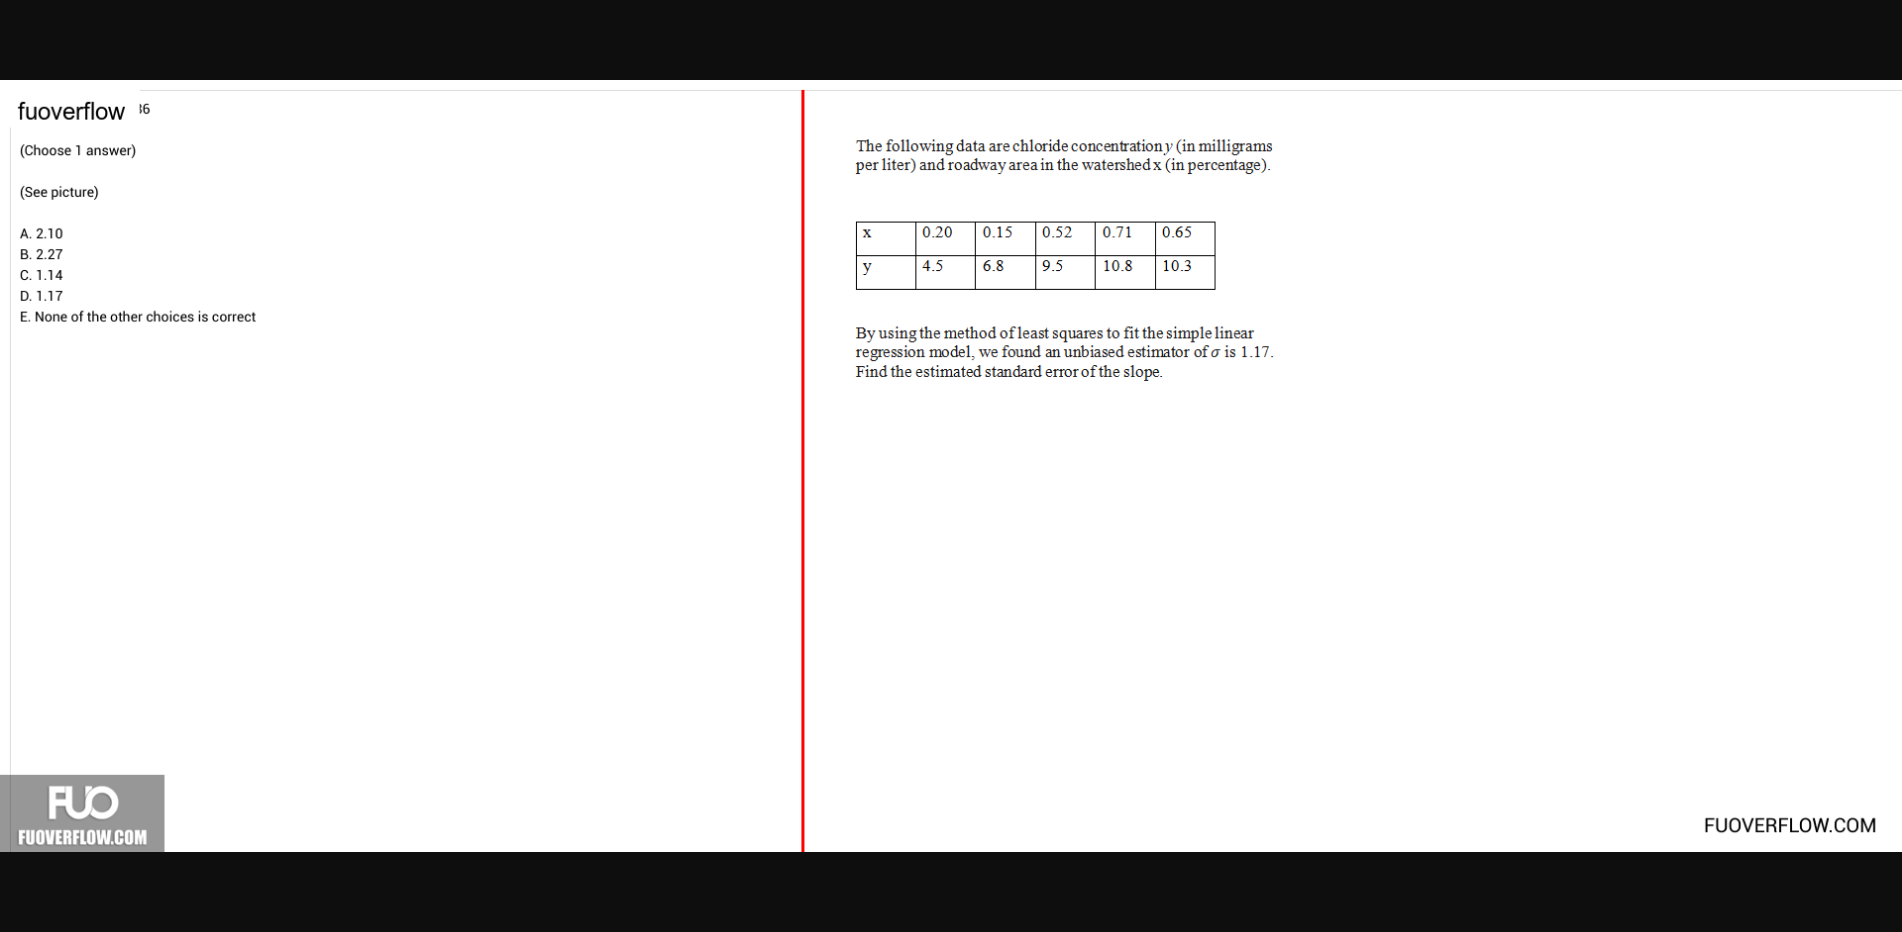 fuoverflow 36
(Choose 1 answer)
(See picture)
A. 2.10
B. 2.27
C. 1.14
D. 1.17
E. None of the other choices is correct
The following data are chloride concentration y (in milligrams
per liter) and roadway area in the watershed x (in percentage).
x 0.20 0.15 0.52 0.71 0.65
y 4.5 6.8 9.5 10.8 10.3
By using the method of least squares to fit the simple linear
regression model, we found an unbiased estimator of σ is 1.17.
Find the estimated standard error of the slope.
FUO
FUOVERFLOW.COM
FUOVERFLOW.COM